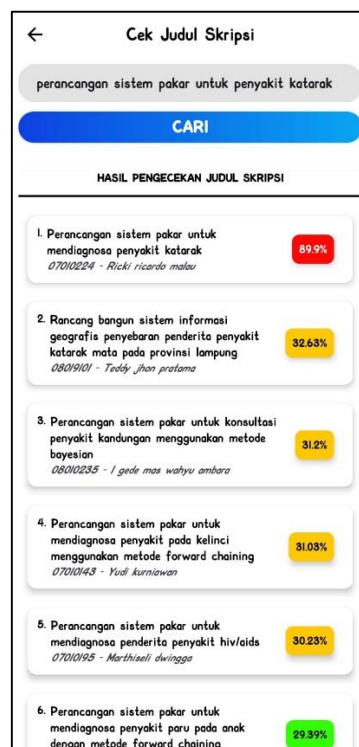 Cek Judul Skripsi
perancangan sistem pakar untuk penyakit katarak
CARI
HASIL PENGECEKAN JUDUL SKRIPSI
1. Perancangan sistem pakar untuk
mendiagnosa penyakit katarak
07010224 - Ricki ricardo malau
89.9%
2. Rancang bangun sistem informasi
geografis penyebaran penderita penyakit
katarak mata pada provinsi lampung
08019101 - Teddy jhon pratama
32.63%
3. Perancangan sistem pakar untuk konsultasi
penyakit kandungan menggunakan metode
bayesian
08010235 - I gede mas wahyu ambara
31.2%
4. Perancangan sistem pakar untuk
mendiagnosa penyakit pada kelinci
menggunakan metode forward chaining
07010143 - Yudi kurniawan
31.03%
5. Perancangan sistem pakar untuk
mendiagnosa penderita penyakit hiv/aids
07010195 - Marthiseli dwingga
30.23%
6. Perancangan sistem pakar untuk
mendiagnosa penyakit paru pada anak
dengan metode forward chaining
29.39%